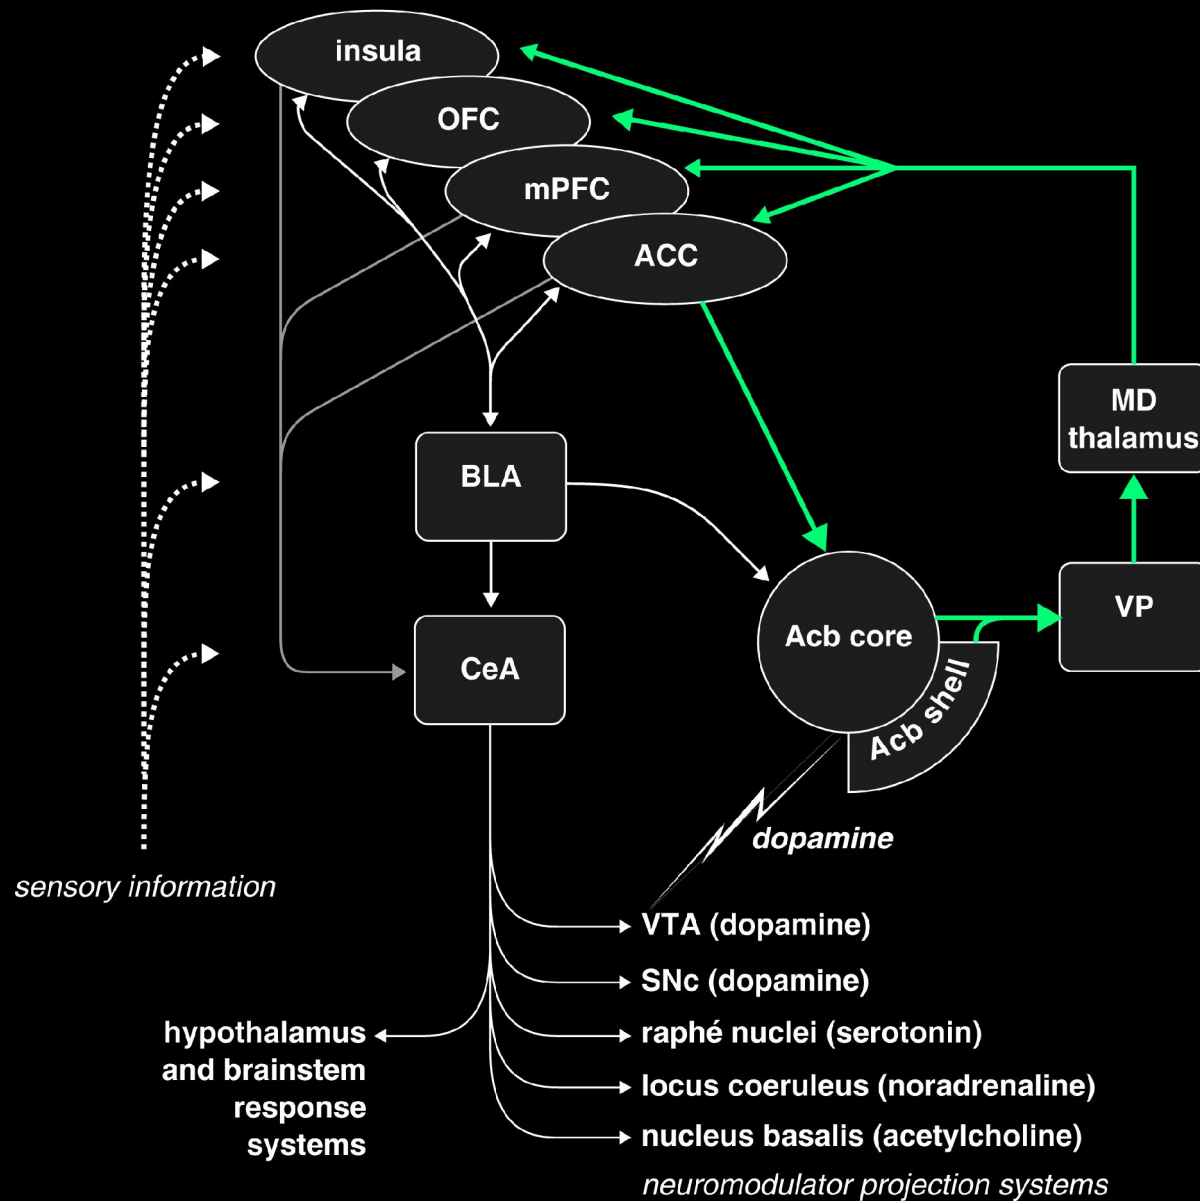 insula
OFC
mPFC
ACC
MD
thalamus
BLA
VP
Acb core
CeA
Acb shell
dopamine
sensory information
VTA (dopamine)
SNc (dopamine)
raphé nuclei (serotonin)
locus coeruleus (noradrenaline)
nucleus basalis (acetylcholine)
neuromodulator projection systems
hypothalamus
and brainstem
response
systems